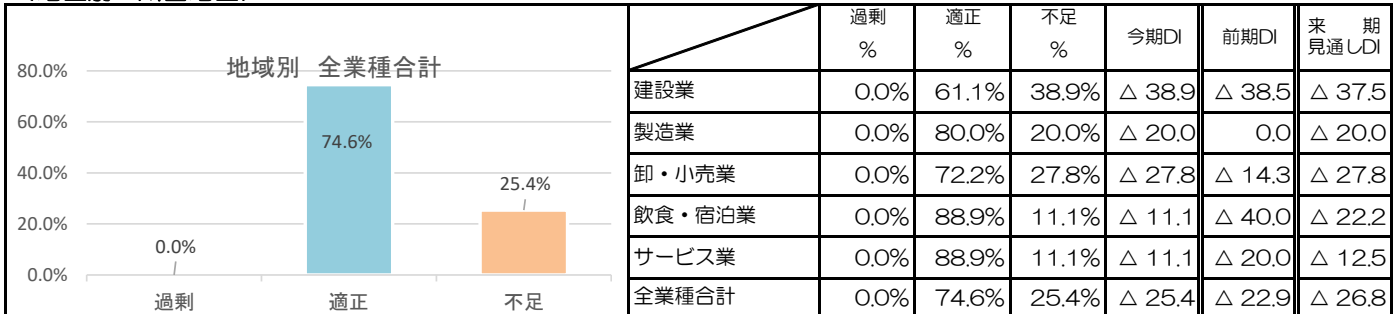 地域別 全業種合計
80.0%
60.0%
40.0%
20.0%
0.0%
0.0%
74.6%
25.4%
過剰 適正 不足
過剰 % 適正 % 不足 % 今期DI 前期DI 来期見通しDI
建設業 0.0% 61.1% 38.9% △ 38.9 △ 38.5 △ 37.5
製造業 0.0% 80.0% 20.0% △ 20.0 0.0 △ 20.0
卸・小売業 0.0% 72.2% 27.8% △ 27.8 △ 14.3 △ 27.8
飲食・宿泊業 0.0% 88.9% 11.1% △ 11.1 △ 40.0 △ 22.2
サービス業 0.0% 88.9% 11.1% △ 11.1 △ 20.0 △ 12.5
全業種合計 0.0% 74.6% 25.4% △ 25.4 △ 22.9 △ 26.8